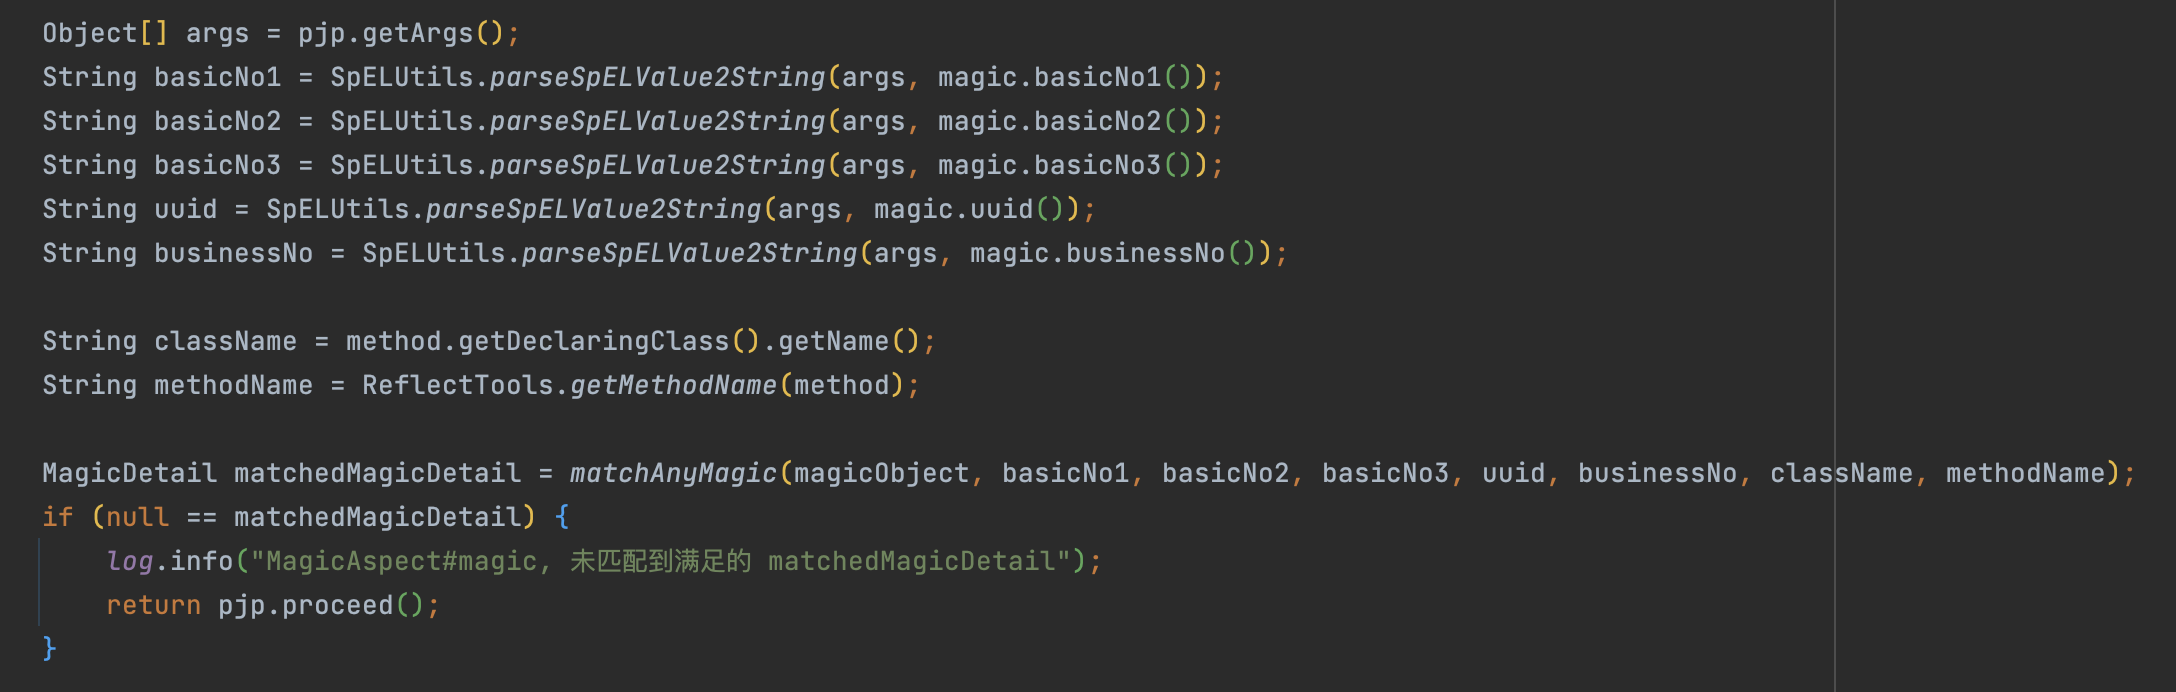 Object[] args = pjp.getArgs();
String basicNo1 = SpELUtils.parseSpELValue2String(args, magic.basicNo1());
String basicNo2 = SpELUtils.parseSpELValue2String(args, magic.basicNo2());
String basicNo3 = SpELUtils.parseSpELValue2String(args, magic.basicNo3());
String uuid = SpELUtils.parseSpELValue2String(args, magic.uuid());
String businessNo = SpELUtils.parseSpELValue2String(args, magic.businessNo());
String className = method.getDeclaringClass().getName();
String methodName = ReflectTools.getMethodName(method);
MagicDetail matchedMagicDetail = matchAnyMagic(magicObject, basicNo1, basicNo2, basicNo3, uuid, businessNo, className, methodName);
if (null == matchedMagicDetail) {
    log.info("MagicAspect#magic, 未匹配到满足的 matchedMagicDetail");
    return pjp.proceed();
}